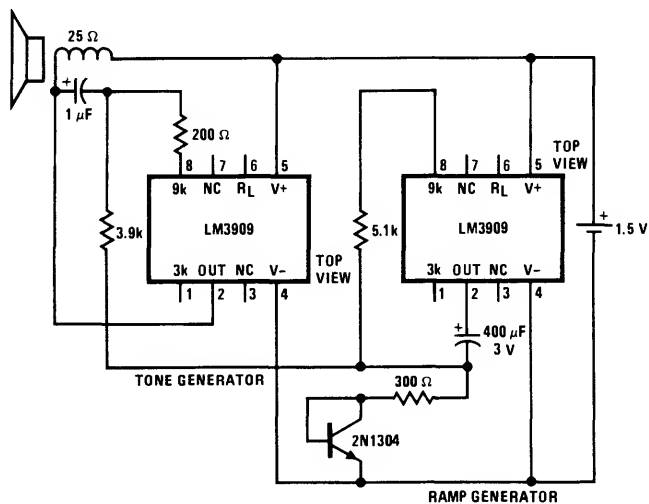 25 Ω
+
1 μF
200 Ω
8 7 6 5
9k NC RL V+
LM3909
3k OUT NC V−
1 2 3 4
TOP
VIEW
3.9k
5.1k
8 7 6 5
TOP
VIEW
9k NC RL V+
LM3909
3k OUT NC V−
1 2 3 4
+
1.5 V
+
400 μF
3 V
TONE GENERATOR
300 Ω
2N1304
RAMP GENERATOR